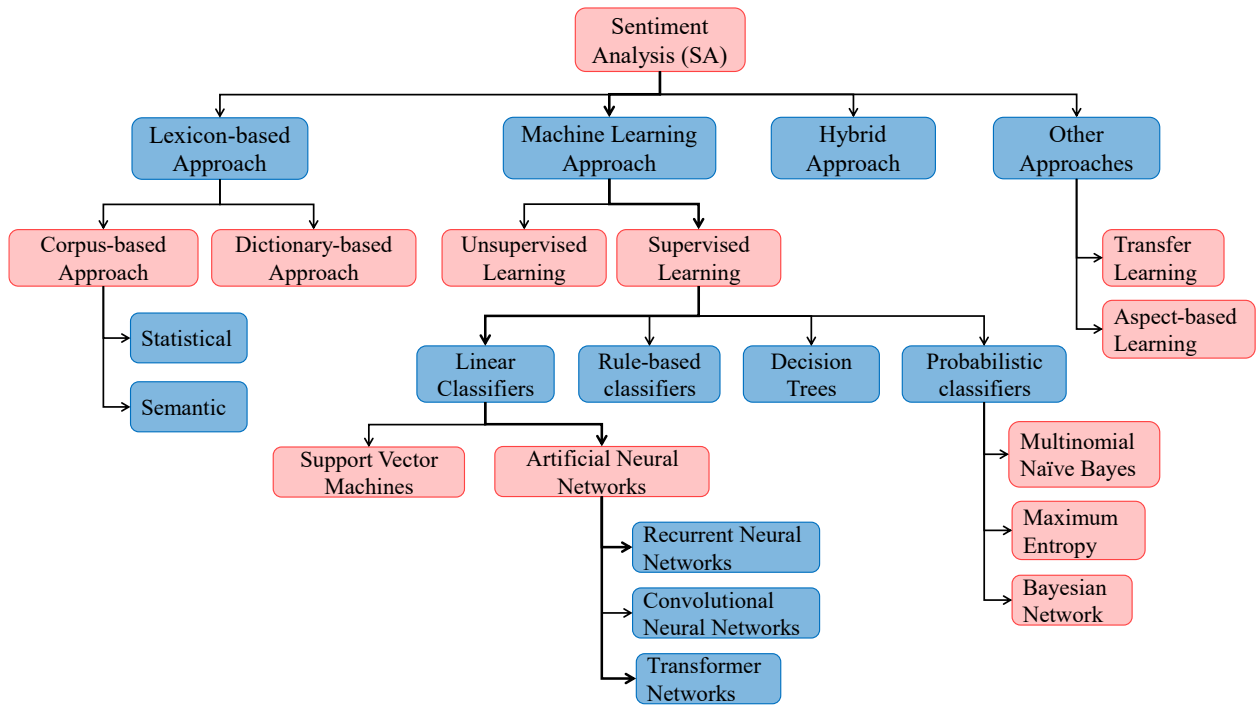 Sentiment
Analysis (SA)
Lexicon-based
Approach
Machine Learning
Approach
Hybrid
Approach
Other
Approaches
Corpus-based
Approach
Dictionary-based
Approach
Unsupervised
Learning
Supervised
Learning
Transfer
Learning
Aspect-based
Learning
Statistical
Semantic
Linear
Classifiers
Rule-based
classifiers
Decision
Trees
Probabilistic
classifiers
Support Vector
Machines
Artificial Neural
Networks
Multinomial
Naïve Bayes
Maximum
Entropy
Bayesian
Network
Recurrent Neural
Networks
Convolutional
Neural Networks
Transformer
Networks